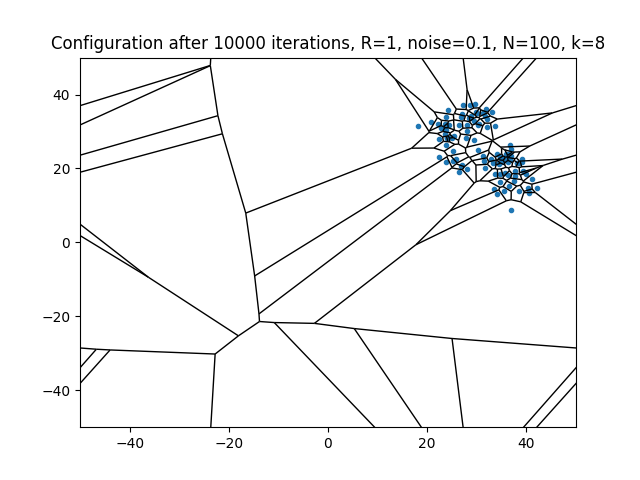 Configuration after 10000 iterations, R=1, noise=0.1, N=100, k=8
40
20
0
−20
−40
−40 −20 0 20 40